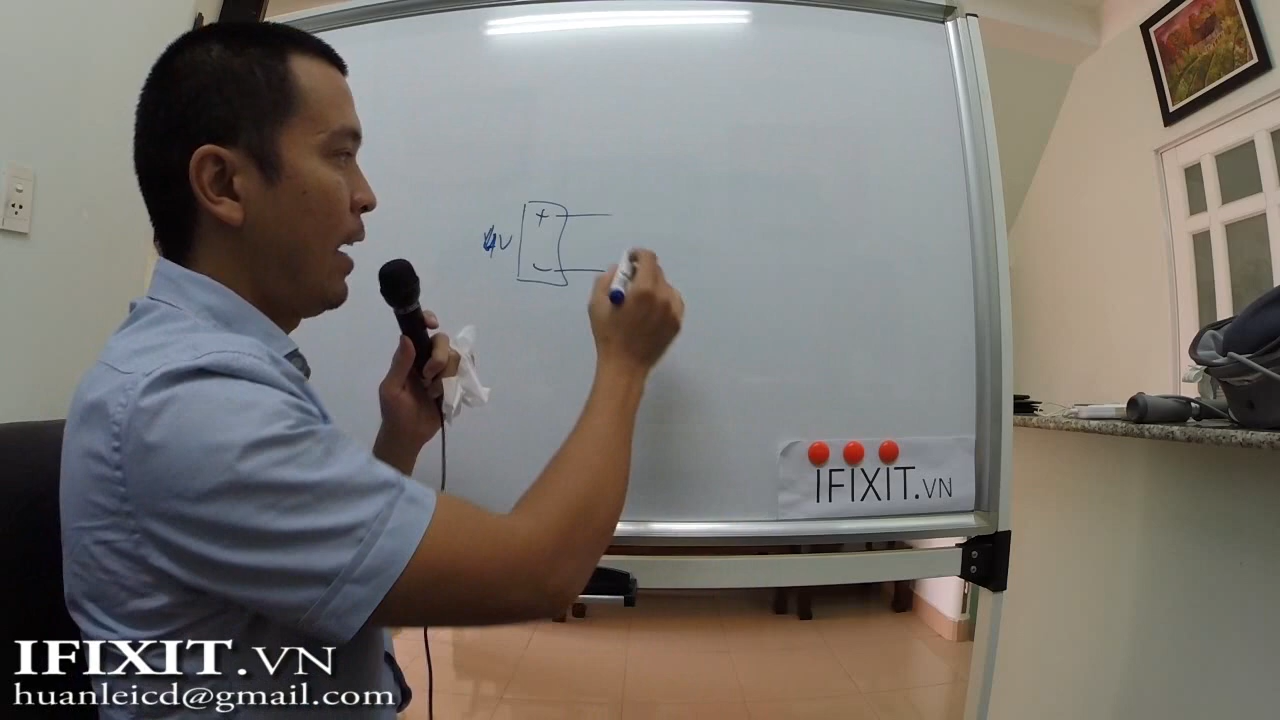 +
4V
-
IFIXIT.VN
IFIXIT.VN
huanleicd@gmail.com